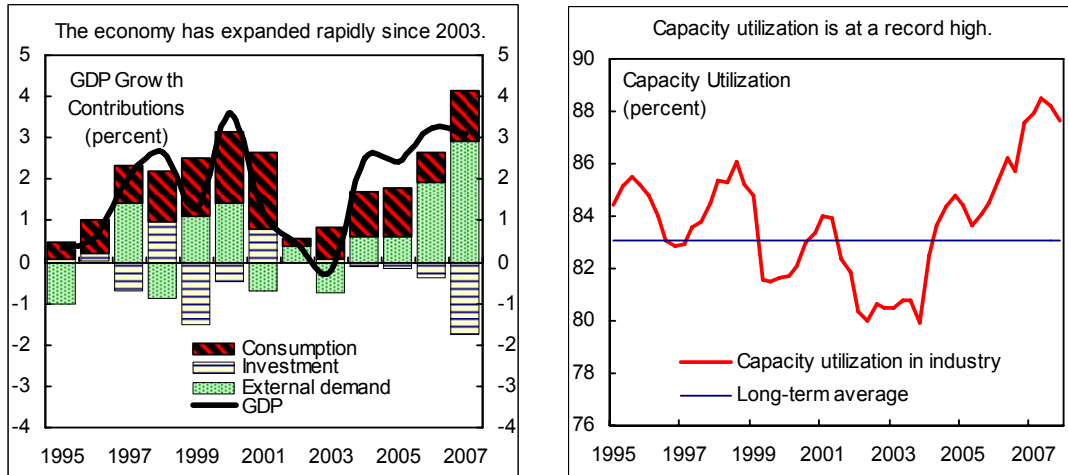 The economy has expanded rapidly since 2003.
5
4
3
2
1
0
-1
-2
-3
-4
5
4
3
2
1
0
-1
-2
-3
-4
GDP Growth
Contributions
(percent)
Consumption
Investment
External demand
GDP
1995 1997 1999 2001 2003 2005 2007
Capacity utilization is at a record high.
90
88
86
84
82
80
78
76
Capacity Utilization
(percent)
Capacity utilization in industry
Long-term average
1995 1997 1999 2001 2003 2005 2007